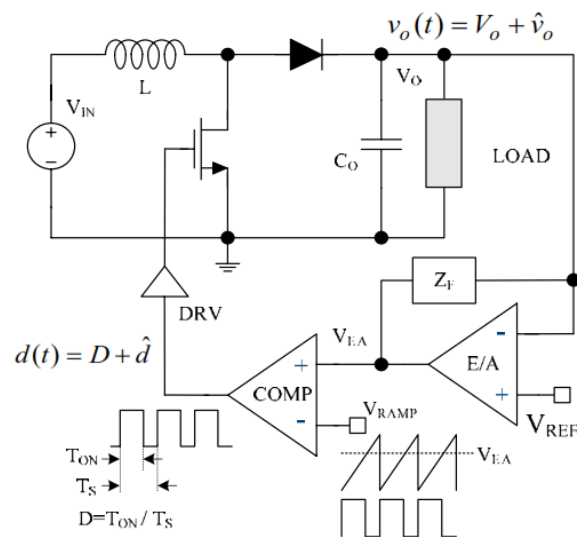 v_o(t) = V_o + v̂_o
L
V_IN
+
−
V_O
C_O
LOAD
Z_F
DRV
V_EA
d(t) = D + d̂
+
COMP
-
-
E/A
+
V_RAMP
V_REF
V_EA
T_ON
T_S
D=T_ON / T_S